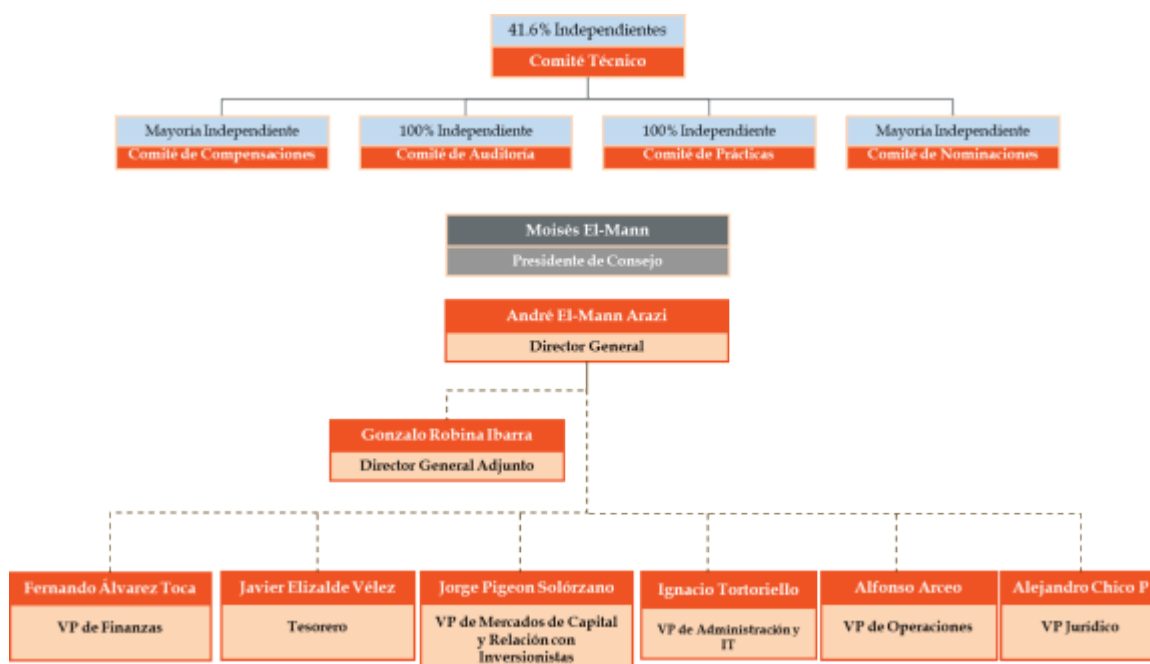 41.6% Independientes
Comité Técnico
Mayoría Independiente
Comité de Compensaciones
100% Independiente
Comité de Auditoría
100% Independiente
Comité de Prácticas
Mayoría Independiente
Comité de Nominaciones
Moisés El-Mann
Presidente de Consejo
André El-Mann Arazi
Director General
Gonzalo Robina Ibarra
Director General Adjunto
Fernando Álvarez Toca
VP de Finanzas
Javier Elizalde Vélez
Tesorero
Jorge Pigeon Solórzano
VP de Mercados de Capital
y Relación con
Inversionistas
Ignacio Tortoriello
VP de Administración y
IT
Alfonso Arceo
VP de Operaciones
Alejandro Chico P
VP Jurídico